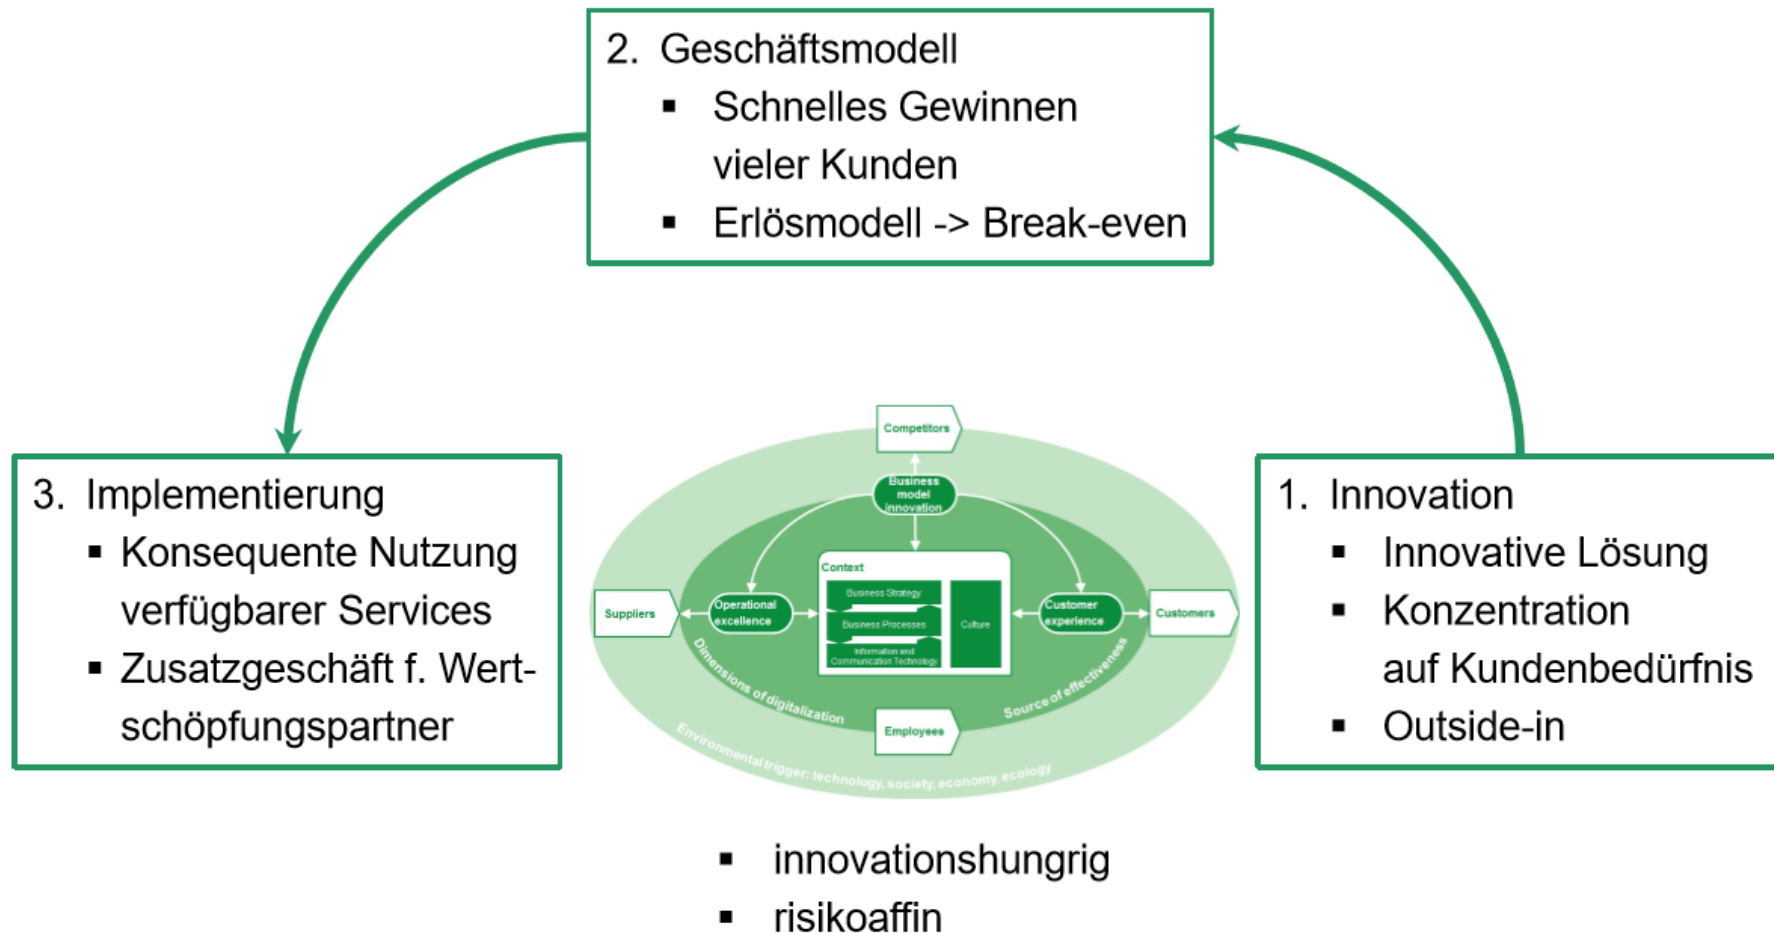 2. Geschäftsmodell
▪ Schnelles Gewinnen
vieler Kunden
▪ Erlösmodell -> Break-even
3. Implementierung
▪ Konsequente Nutzung
verfügbarer Services
▪ Zusatzgeschäft f. Wert-
schöpfungspartner
Competitors
Business
model
innovation
Context
Business Strategy
Business Processes
Information and
Communication Technology
Culture
Suppliers
Operational
excellence
Customer
experience
Customers
Dimensions of digitalization
Source of effectiveness
Employees
Environmental trigger: technology, society, economy, ecology
1. Innovation
▪ Innovative Lösung
▪ Konzentration
auf Kundenbedürfnis
▪ Outside-in
▪ innovationshungrig
▪ risikoaffin